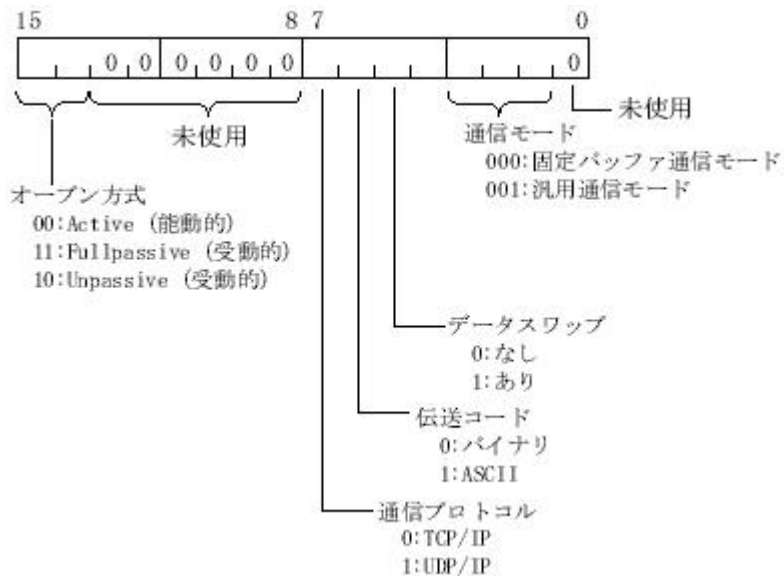 15 8 7 0
0 0 0 0 0 0 0
未使用
未使用
通信モード
000:固定バッファ通信モード
001:汎用通信モード
オープン方式
00:Active (能動的)
11:Fullpassive (受動的)
10:Unpassive (受動的)
データスワップ
0:なし
1:あり
伝送コード
0:バイナリ
1:ASCII
通信プロトコル
0:TCP/IP
1:UDP/IP